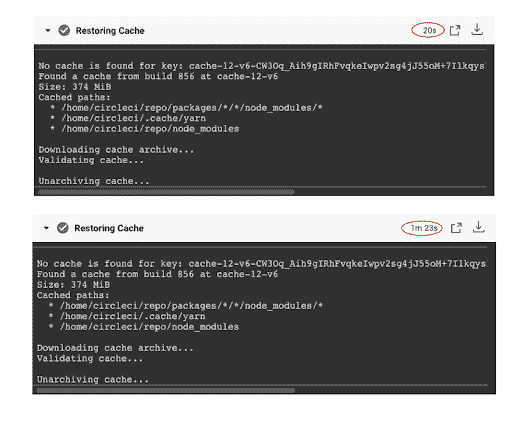 Restoring Cache 20s
No cache is found for key: cache-12-v6-CW3Oq_Aih9gIRhFvqkeIwpv2sg4jJ55oM+7Ilkqys
Found a cache from build 856 at cache-12-v6
Size: 374 MiB
Cached paths:
* /home/circleci/repo/packages/*/*/node_modules/*
* /home/circleci/.cache/yarn
* /home/circleci/repo/node_modules
Downloading cache archive...
Validating cache...
Unarchiving cache...
Restoring Cache 1m 23s
No cache is found for key: cache-12-v6-CW3Oq_Aih9gIRhFvqkeIwpv2sg4jJ55oM+7Ilkqys
Found a cache from build 856 at cache-12-v6
Size: 374 MiB
Cached paths:
* /home/circleci/repo/packages/*/*/node_modules/*
* /home/circleci/.cache/yarn
* /home/circleci/repo/node_modules
Downloading cache archive...
Validating cache...
Unarchiving cache...